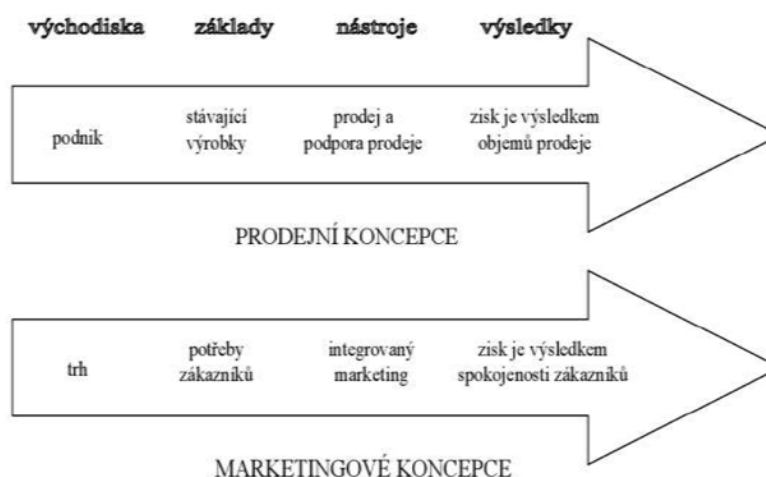 východiska základy nástroje výsledky
podnik
stávající
výrobky
prodej a
podpora prodeje
zisk je výsledkem
objemů prodeje
PRODEJNÍ KONCEPCE
trh
potřeby
zákazníků
integrovaný
marketing
zisk je výsledkem
spokojenosti zákazníků
MARKETINGOVÉ KONCEPCE